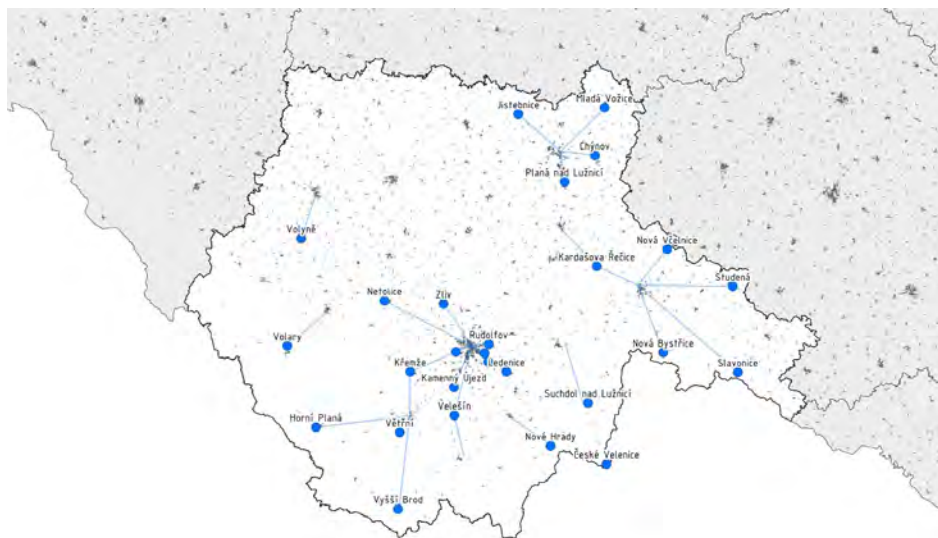 Mladá Vožice
Jistebnice
Chýnov
Planá nad Lužnicí
Volyně
Nová Včelnice
Kardašova Řečice
Studená
Netolice
Zliv
Rudolfov
Volary
Nová Bystřice
Křemže
Ledenice
Slavonice
Kamenný Újezd
Suchdol nad Lužnicí
Velešín
Horní Planá
Větřní
Nové Hrady
České Velenice
Vyšší Brod